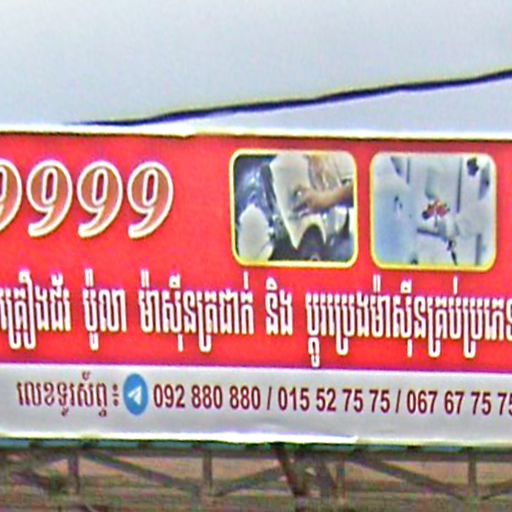 9999
គ្រឿងជ័រ ប៉ូលា ម៉ាស៊ីនត្រជាក់ និង ប្តូរប្រេងម៉ាស៊ីនគ្រប់ប្រភេទ
លេខទូរស័ព្ទ៖ 092 880 880 / 015 52 75 75 / 067 67 75 75